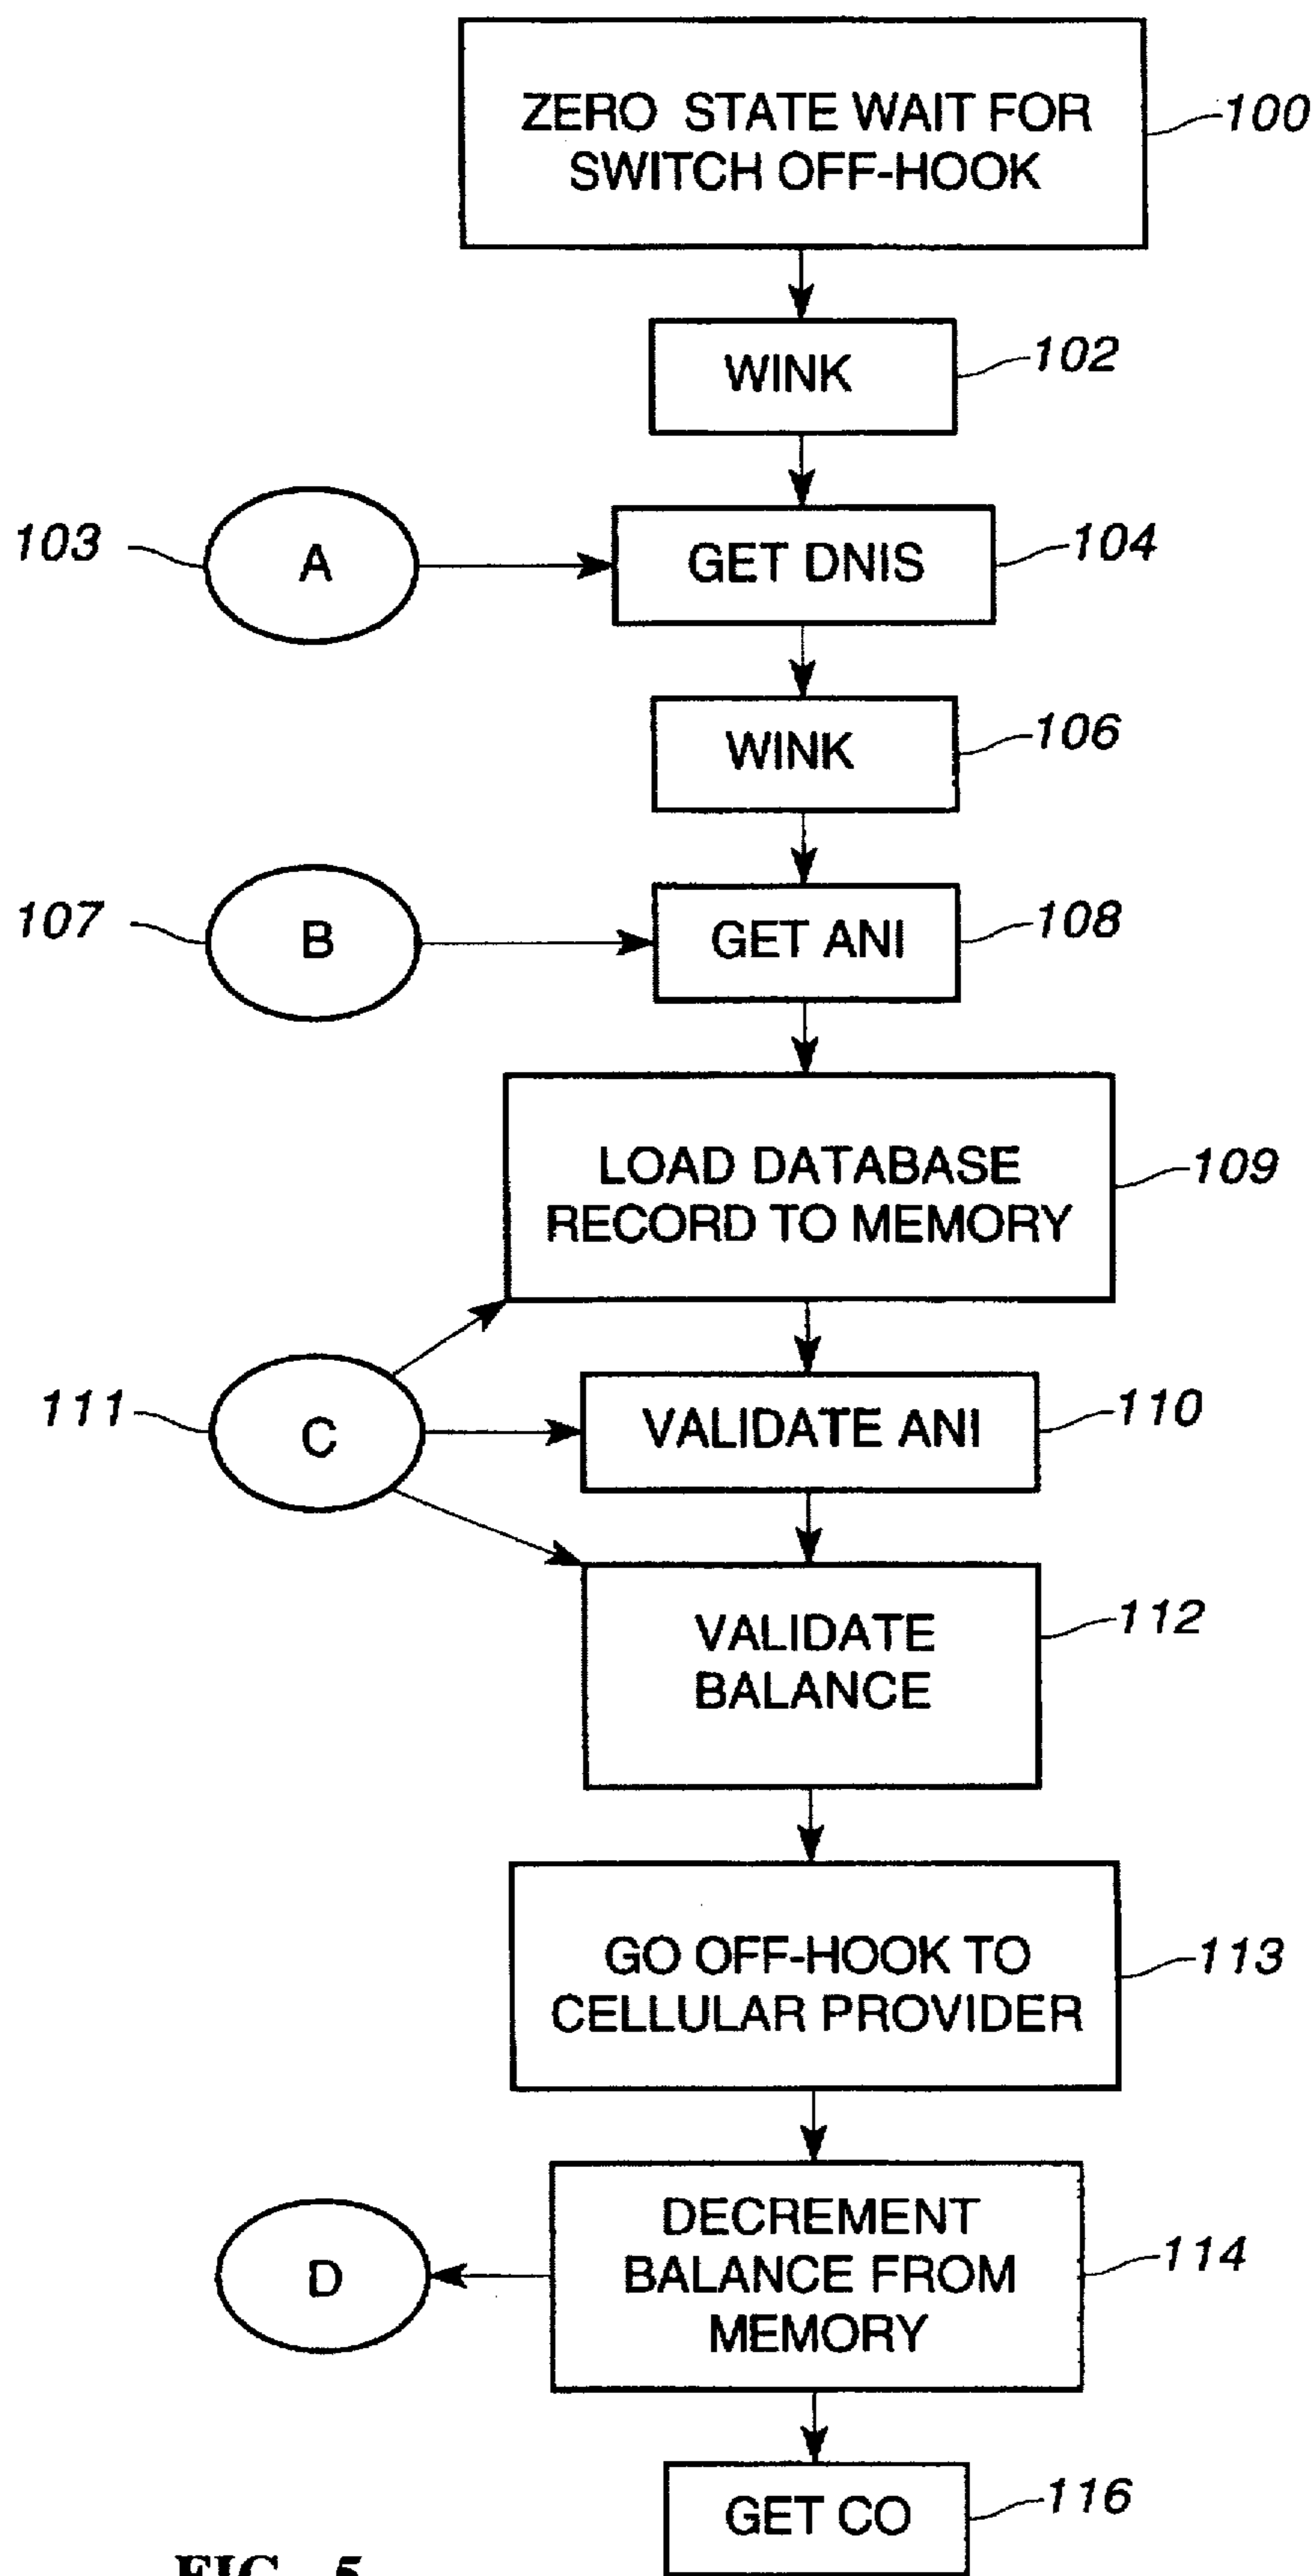 ZERO STATE WAIT FOR
SWITCH OFF-HOOK
100
WINK
102
103
A
GET DNIS
104
WINK
106
107
B
GET ANI
108
LOAD DATABASE
RECORD TO MEMORY
109
111
C
VALIDATE ANI
110
VALIDATE
BALANCE
112
GO OFF-HOOK TO
CELLULAR PROVIDER
113
D
DECREMENT
BALANCE FROM
MEMORY
114
GET CO
116
FIG. 5